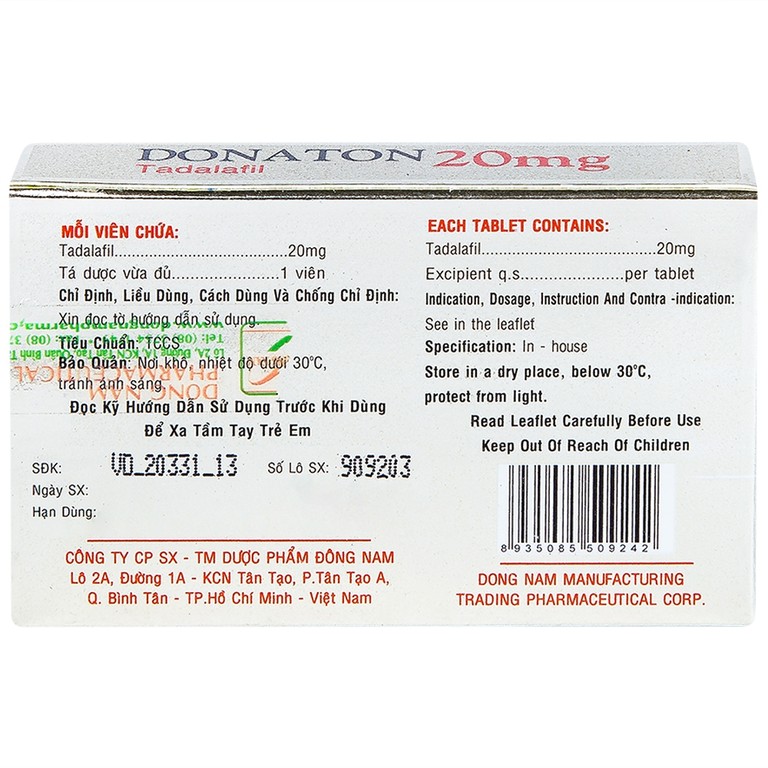 DONATON 20mg
Tadalafil
MỖI VIÊN CHỨA:
Tadalafil....................................20mg
Tá dược vừa đủ.......................1 viên
Chỉ Định, Liều Dùng, Cách Dùng Và Chống Chỉ Định:
Xin đọc tờ hướng dẫn sử dụng.
Tiêu Chuẩn: TCCS
Bảo Quản: Nơi khô, nhiệt độ dưới 30°C,
tránh ánh sáng.
Đọc Kỹ Hướng Dẫn Sử Dụng Trước Khi Dùng
Để Xa Tầm Tay Trẻ Em
SĐK: VD_20331_13 Số Lô SX: 909203
Ngày SX:
Hạn Dùng:
CÔNG TY CP SX - TM DƯỢC PHẨM ĐÔNG NAM
Lô 2A, Đường 1A - KCN Tân Tạo, P.Tân Tạo A,
Q. Bình Tân - TP.Hồ Chí Minh - Việt Nam
DONG NAM
PHARMACEUTICAL
EACH TABLET CONTAINS:
Tadalafil.....................................20mg
Excipient q.s......................per tablet
Indication, Dosage, Instruction And Contra -indication:
See in the leaflet
Specification: In - house
Store in a dry place, below 30°C,
protect from light.
Read Leaflet Carefully Before Use
Keep Out Of Reach Of Children
8 935085 509242
DONG NAM MANUFACTURING
TRADING PHARMACEUTICAL CORP.